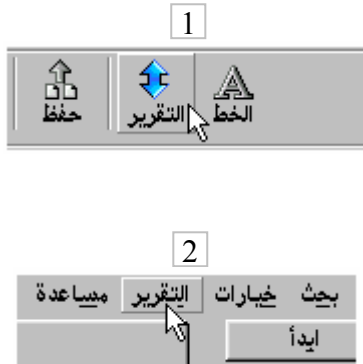 1
الخط التقرير حفظ
2
بحث خيارات التقرير مساعدة
ابدأ